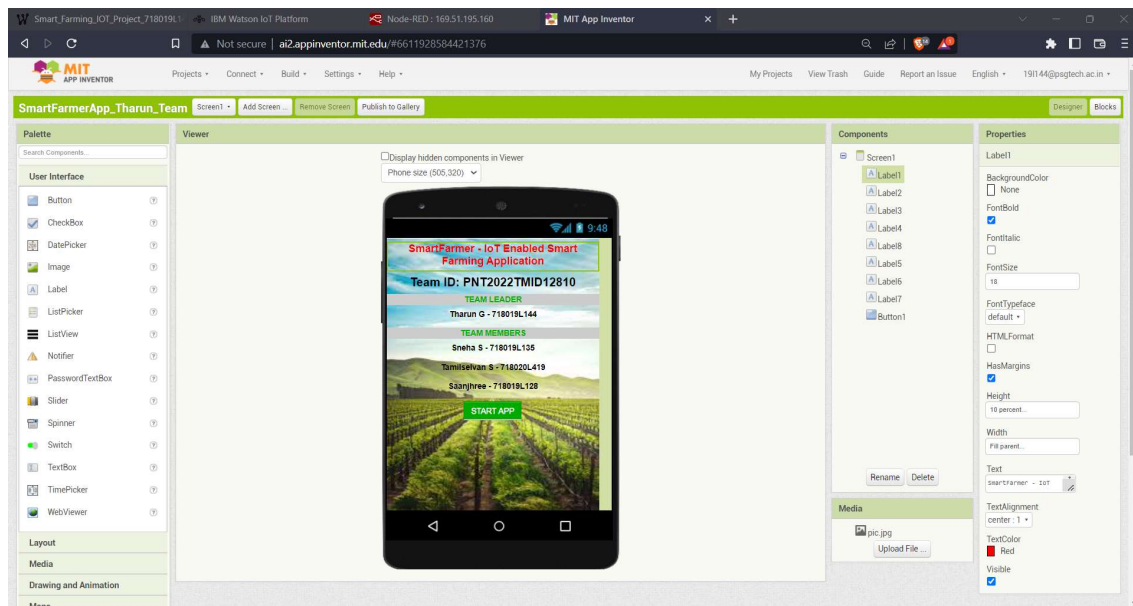 Smart_Farming_IOT_Project_718019L1
IBM Watson IoT Platform
Node-RED : 169.51.195.160
MIT App Inventor
Not secure | ai2.appinventor.mit.edu/#6611928584421376
MIT
APP INVENTOR
Projects
Connect
Build
Settings
Help
My Projects
View Trash
Guide
Report an Issue
English
19l144@psgtech.ac.in
SmartFarmerApp_Tharun_Team
Screen1
Add Screen ...
Remove Screen
Publish to Gallery
Designer
Blocks
Palette
Search Components...
User Interface
Button
CheckBox
DatePicker
Image
Label
ListPicker
ListView
Notifier
PasswordTextBox
Slider
Spinner
Switch
TextBox
TimePicker
WebViewer
Layout
Media
Drawing and Animation
Maps
Viewer
Display hidden components in Viewer
Phone size (505,320)
9:48
SmartFarmer - IoT Enabled Smart
Farming Application
Team ID: PNT2022TMID12810
TEAM LEADER
Tharun G - 718019L144
TEAM MEMBERS
Sneha S - 718019L135
Tamilselvan S - 718020L419
Saanjhree - 718019L128
START APP
Components
Screen1
Label1
Label2
Label3
Label4
Label8
Label5
Label6
Label7
Button1
Rename
Delete
Media
pic.jpg
Upload File ...
Properties
Label1
BackgroundColor
None
FontBold
FontItalic
FontSize
18
FontTypeface
default
HTMLFormat
HasMargins
Height
10 percent...
Width
Fill parent...
Text
SmartFarmer - IoT
TextAlignment
center : 1
TextColor
Red
Visible